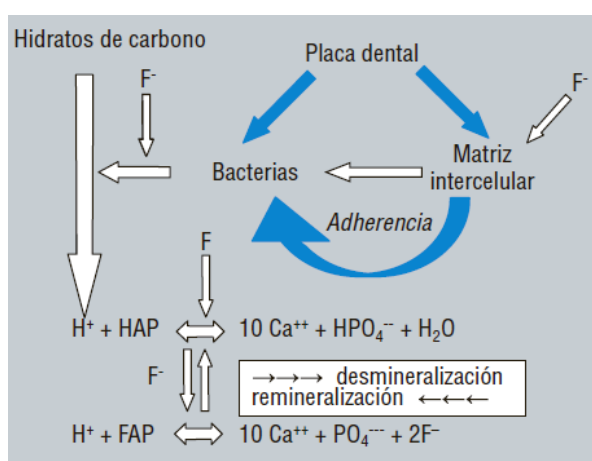 Hidratos de carbono
Placa dental
F-
F-
Bacterias
Matriz
intercelular
Adherencia
F
H⁺ + HAP ⟺ 10 Ca⁺⁺ + HPO₄⁻⁻ + H₂O
F-
→→→ desmineralización
remineralización ←←←
H⁺ + FAP ⟺ 10 Ca⁺⁺ + PO₄⁻⁻⁻ + 2F⁻